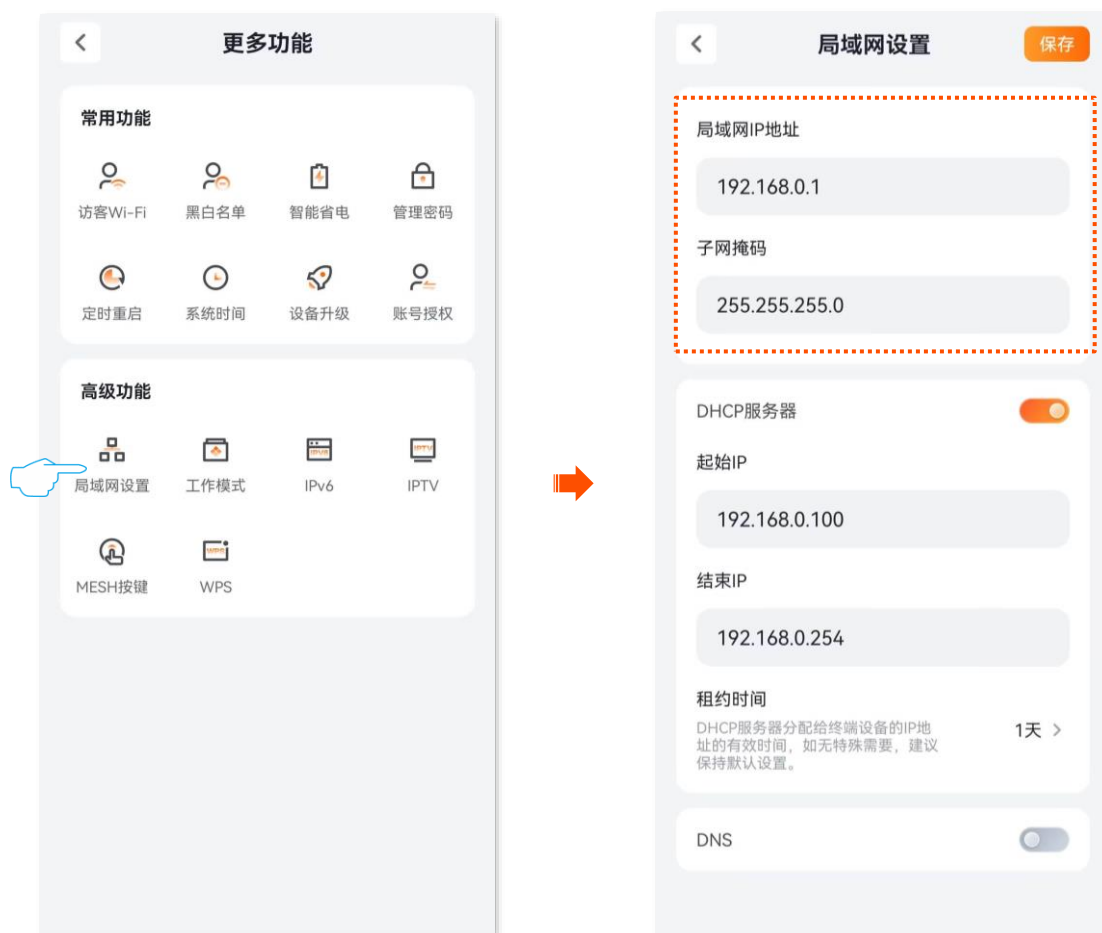 更多功能
常用功能
访客Wi-Fi 黑白名单 智能省电 管理密码
定时重启 系统时间 设备升级 账号授权
高级功能
局域网设置 工作模式 IPv6 IPTV
MESH按键 WPS
局域网设置 保存
局域网IP地址
192.168.0.1
子网掩码
255.255.255.0
DHCP服务器
起始IP
192.168.0.100
结束IP
192.168.0.254
租约时间
DHCP服务器分配给终端设备的IP地
址的有效时间，如无特殊需要，建议
保持默认设置。
1天
DNS